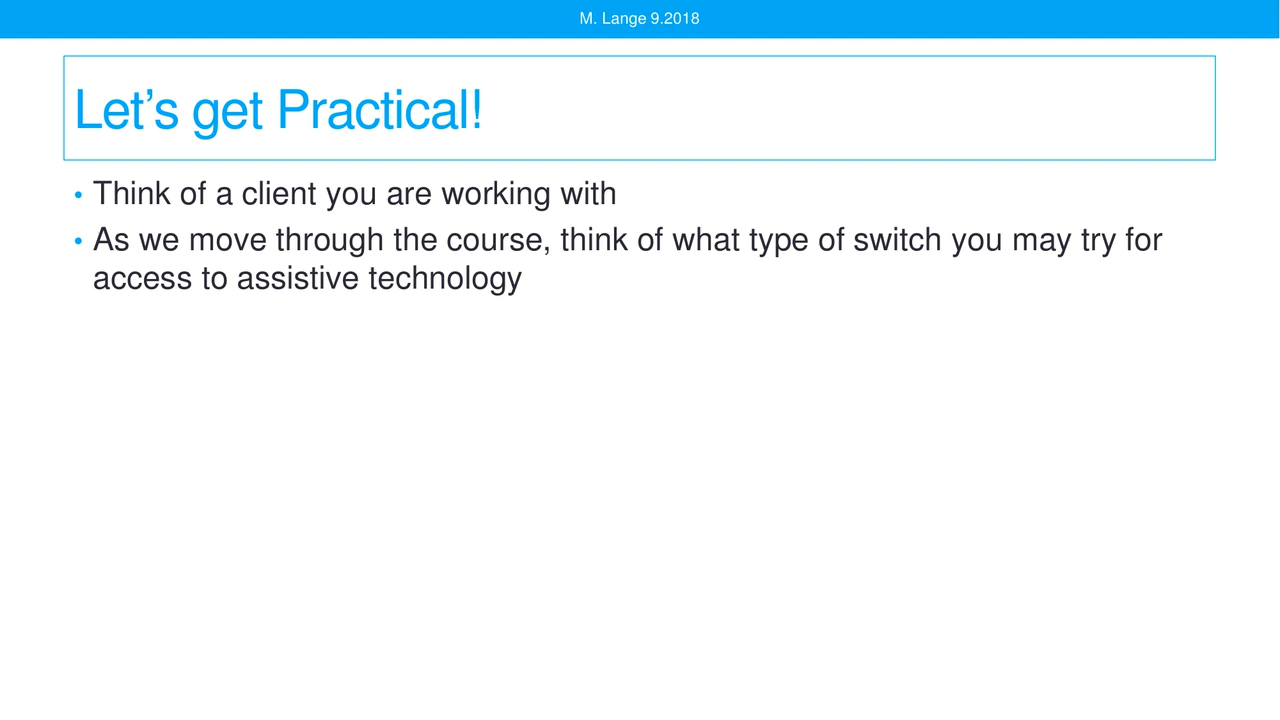 M. Lange 9.2018
Let’s get Practical!
• Think of a client you are working with
• As we move through the course, think of what type of switch you may try for
access to assistive technology